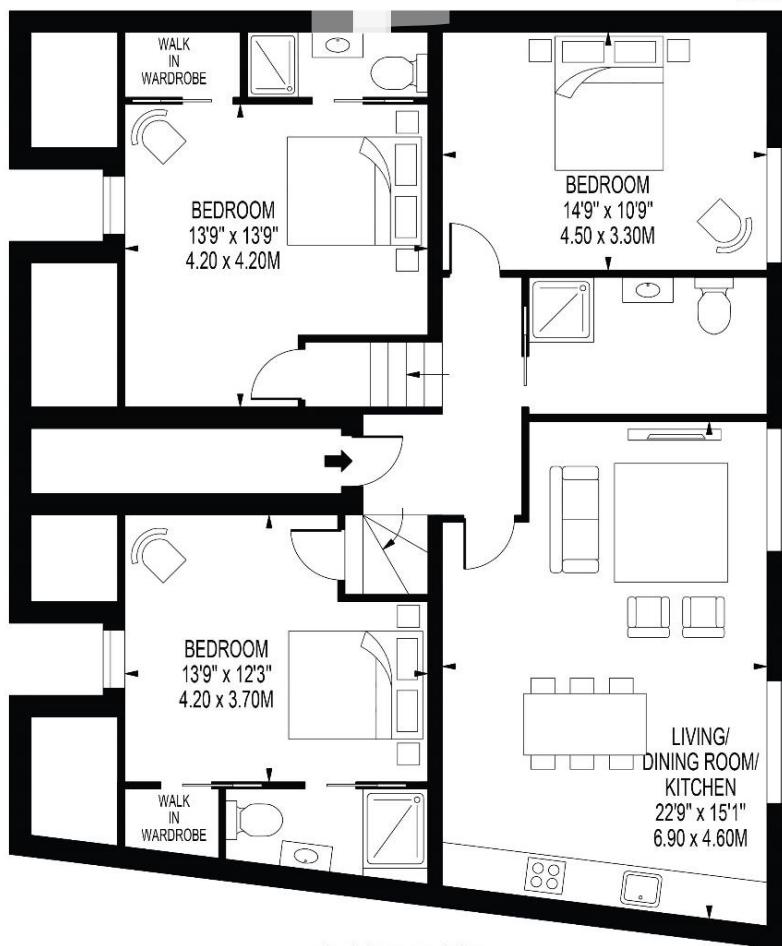 WALK
IN
WARDROBE
BEDROOM
13'9" x 13'9"
4.20 x 4.20M
BEDROOM
14'9" x 10'9"
4.50 x 3.30M
BEDROOM
13'9" x 12'3"
4.20 x 3.70M
WALK
IN
WARDROBE
LIVING/
DINING ROOM/
KITCHEN
22'9" x 15'1"
6.90 x 4.60M